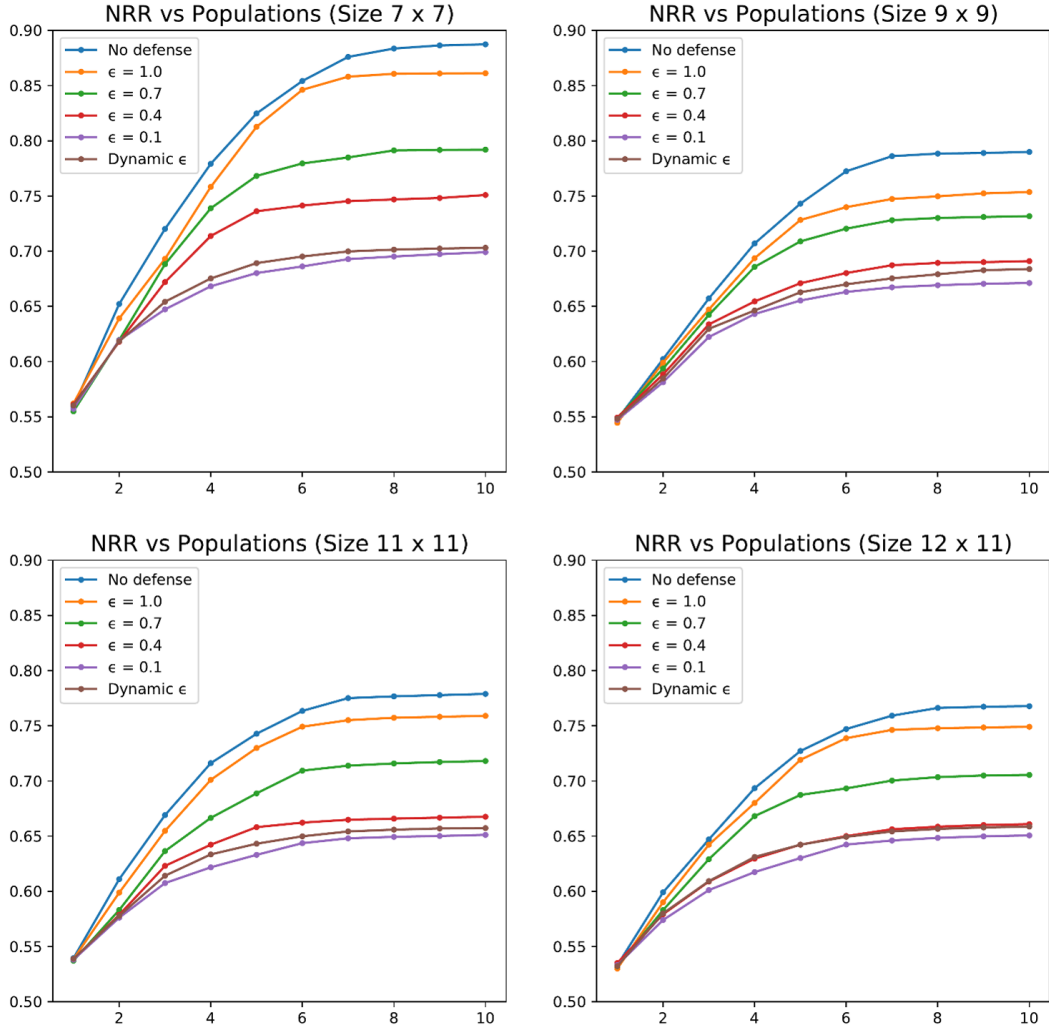 NRR vs Populations (Size 7 x 7)
0.90
0.85
0.80
0.75
0.70
0.65
0.60
0.55
0.50
No defense
ϵ = 1.0
ϵ = 0.7
ϵ = 0.4
ϵ = 0.1
Dynamic ϵ
2 4 6 8 10
NRR vs Populations (Size 9 x 9)
0.90
0.85
0.80
0.75
0.70
0.65
0.60
0.55
0.50
No defense
ϵ = 1.0
ϵ = 0.7
ϵ = 0.4
ϵ = 0.1
Dynamic ϵ
2 4 6 8 10
NRR vs Populations (Size 11 x 11)
0.90
0.85
0.80
0.75
0.70
0.65
0.60
0.55
0.50
No defense
ϵ = 1.0
ϵ = 0.7
ϵ = 0.4
ϵ = 0.1
Dynamic ϵ
2 4 6 8 10
NRR vs Populations (Size 12 x 11)
0.90
0.85
0.80
0.75
0.70
0.65
0.60
0.55
0.50
No defense
ϵ = 1.0
ϵ = 0.7
ϵ = 0.4
ϵ = 0.1
Dynamic ϵ
2 4 6 8 10